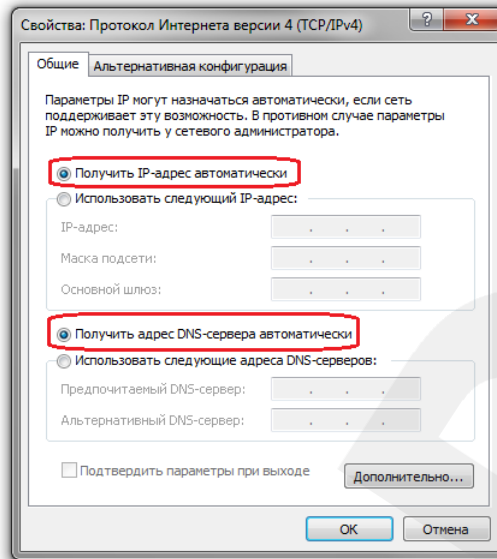 Свойства: Протокол Интернета версии 4 (TCP/IPv4)
Общие
Альтернативная конфигурация
Параметры IP могут назначаться автоматически, если сеть
поддерживает эту возможность. В противном случае параметры
IP можно получить у сетевого администратора.
Получить IP-адрес автоматически
Использовать следующий IP-адрес:
IP-адрес:
Маска подсети:
Основной шлюз:
Получить адрес DNS-сервера автоматически
Использовать следующие адреса DNS-серверов:
Предпочитаемый DNS-сервер:
Альтернативный DNS-сервер:
Подтвердить параметры при выходе
Дополнительно...
ОК
Отмена